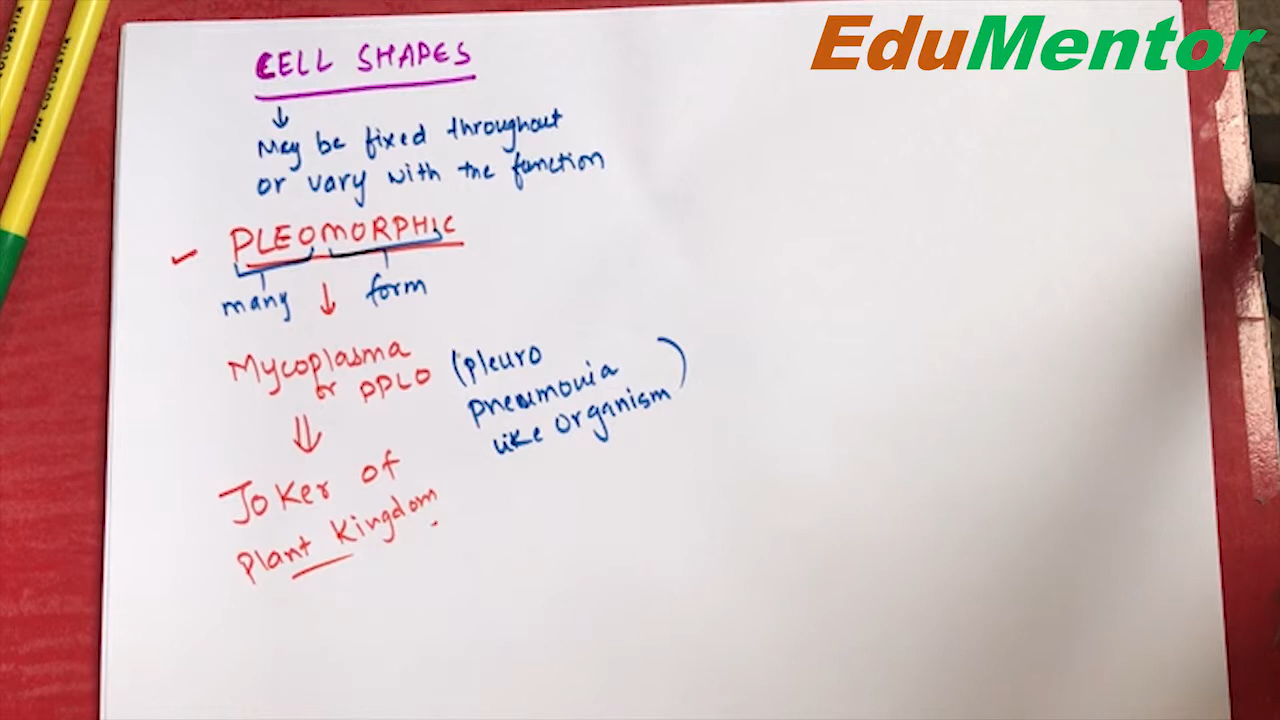 EduMentor
CELL SHAPES
May be fixed throughout
or vary with the function
PLEOMORPHIC
many form
Mycoplasma
or PPLO
(Pleuro
pneumonia
like organism)
Joker of
Plant Kingdom